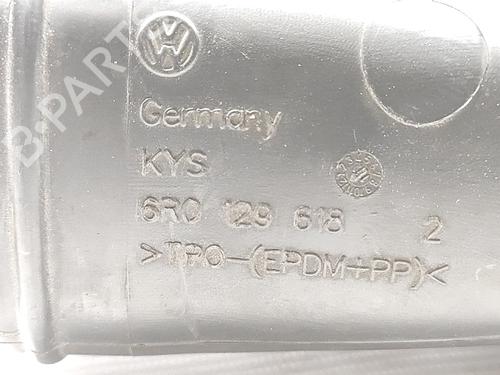 B-PARTS
VW
Germany
KYS
6R0 129 618 2
>TPO-(EPDM+PP)<